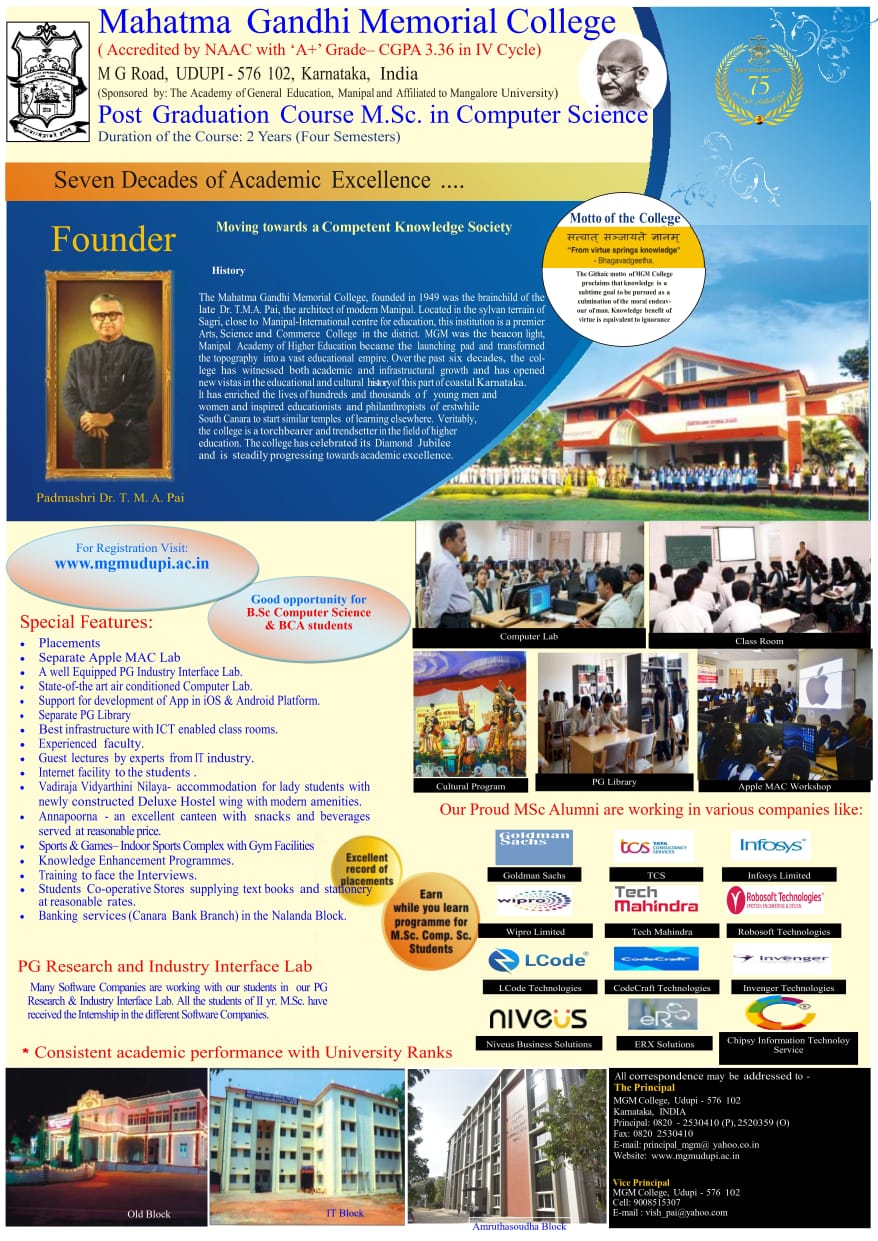 Mahatma Gandhi Memorial College
( Accredited by NAAC with ‘A+’ Grade– CGPA 3.36 in IV Cycle)
M G Road, UDUPI - 576 102, Karnataka, India
(Sponsored by: The Academy of General Education, Manipal and Affiliated to Mangalore University)
Post Graduation Course M.Sc. in Computer Science
Duration of the Course: 2 Years (Four Semesters)
75
Seven Decades of Academic Excellence ....
Founder
Padmashri Dr. T. M. A. Pai
Moving towards a Competent Knowledge Society
History
The Mahatma Gandhi Memorial College, founded in 1949 was the brainchild of the
late Dr. T.M.A. Pai, the architect of modern Manipal. Located in the sylvan terrain of
Sagri, close to Manipal-International centre for education, this institution is a premier
Arts, Science and Commerce College in the district. MGM was the beacon light,
Manipal Academy of Higher Education became the launching pad and transformed
the topography into a vast educational empire. Over the past six decades, the col-
lege has witnessed both academic and infrastructural growth and has opened
new vistas in the educational and cultural history of this part of coastal Karnataka.
It has enriched the lives of hundreds and thousands o f young men and
women and inspired educationists and philanthropists of erstwhile
South Canara to start similar temples of learning elsewhere. Veritably,
the college is a torchbearer and trendsetter in the field of higher
education. The college has celebrated its Diamond Jubilee
and is steadily progressing towards academic excellence.
Motto of the College
सत्यात् सञ्जायते ज्ञानम्
"From virtue springs knowledge"
- Bhagavadgeetha.
The Githaic motto of MGM College
proclaims that knowledge is a
subtime goal to be pursued as a
culmination of the moral endeav-
our of man. Knowledge benefit of
virtue is equivalent to ignorance
For Registration Visit:
www.mgmudupi.ac.in
Good opportunity for
B.Sc Computer Science
& BCA students
Special Features:
• Placements
• Separate Apple MAC Lab
• A well Equipped PG Industry Interface Lab.
• State-of-the art air conditioned Computer Lab.
• Support for development of App in iOS & Android Platform.
• Separate PG Library
• Best infrastructure with ICT enabled class rooms.
• Experienced faculty.
• Guest lectures by experts from IT industry.
• Internet facility to the students .
• Vadiraja Vidyarthini Nilaya- accommodation for lady students with
newly constructed Deluxe Hostel wing with modern amenities.
• Annapoorna - an excellent canteen with snacks and beverages
served at reasonable price.
• Sports & Games– Indoor Sports Complex with Gym Facilities
• Knowledge Enhancement Programmes.
• Training to face the Interviews.
• Students Co-operative Stores supplying text books and stationery
at reasonable rates.
• Banking services (Canara Bank Branch) in the Nalanda Block.
Excellent
record of
placements
Earn
while you learn
programme for
M.Sc. Comp. Sc.
Students
PG Research and Industry Interface Lab
Many Software Companies are working with our students in our PG
Research & Industry Interface Lab. All the students of II yr. M.Sc. have
received the Internship in the different Software Companies.
* Consistent academic performance with University Ranks
Computer Lab
Class Room
Cultural Program
PG Library
Apple MAC Workshop
Our Proud MSc Alumni are working in various companies like:
Goldman
Sachs
tcs TATA
CONSULTANCY
SERVICES
Infosys
Goldman Sachs
TCS
Infosys Limited
wipro
Tech
Mahindra
Robosoft Technologies
Wipro Limited
Tech Mahindra
Robosoft Technologies
LCode
CodeCraft
Invenger
LCode Technologies
CodeCraft Technologies
Invenger Technologies
niveus
eRx
Niveus Business Solutions
ERX Solutions
Chipsy Information Technoloy
Service
Old Block
IT Block
Amruthasoudha Block
All correspondence may be addressed to -
The Principal
MGM College, Udupi - 576 102
Karnataka, INDIA
Principal: 0820 - 2530410 (P), 2520359 (O)
Fax: 0820 2530410
E-mail: principal_mgm@ yahoo.co.in
Website: www.mgmudupi.ac.in
Vice Principal
MGM College, Udupi - 576 102
Cell: 9008515307
E-mail : vish_pai@yahoo.com